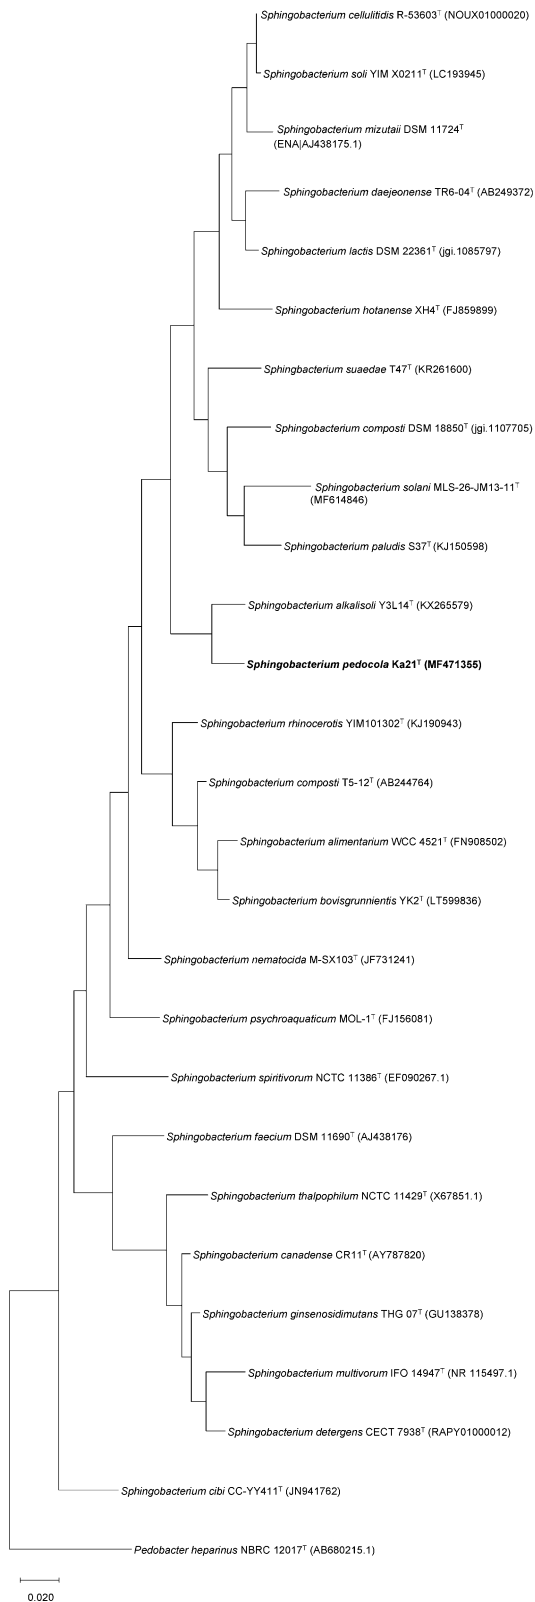 Sphingobacterium cellulitidis R-53603ᵀ (NOUX01000020)
Sphingobacterium soli YIM X0211ᵀ (LC193945)
Sphingobacterium mizutaii DSM 11724ᵀ
(ENA|AJ438175.1)
Sphingobacterium daejeonense TR6-04ᵀ (AB249372)
Sphingobacterium lactis DSM 22361ᵀ (jgi.1085797)
Sphingobacterium hotanense XH4ᵀ (FJ859899)
Sphingbacterium suaedae T47ᵀ (KR261600)
Sphingobacterium composti DSM 18850ᵀ (jgi.1107705)
Sphingobacterium solani MLS-26-JM13-11ᵀ
(MF614846)
Sphingobacterium paludis S37ᵀ (KJ150598)
Sphingobacterium alkalisoli Y3L14ᵀ (KX265579)
Sphingobacterium pedocola Ka21ᵀ (MF471355)
Sphingobacterium rhinocerotis YIM101302ᵀ (KJ190943)
Sphingobacterium composti T5-12ᵀ (AB244764)
Sphingobacterium alimentarium WCC 4521ᵀ (FN908502)
Sphingobacterium bovisgrunnientis YK2ᵀ (LT599836)
Sphingobacterium nematocida M-SX103ᵀ (JF731241)
Sphingobacterium psychroaquaticum MOL-1ᵀ (FJ156081)
Sphingobacterium spiritivorum NCTC 11386ᵀ (EF090267.1)
Sphingobacterium faecium DSM 11690ᵀ (AJ438176)
Sphingobacterium thalpophilum NCTC 11429ᵀ (X67851.1)
Sphingobacterium canadense CR11ᵀ (AY787820)
Sphingobacterium ginsenosidimutans THG 07ᵀ (GU138378)
Sphingobacterium multivorum IFO 14947ᵀ (NR 115497.1)
Sphingobacterium detergens CECT 7938ᵀ (RAPY01000012)
Sphingobacterium cibi CC-YY411ᵀ (JN941762)
Pedobacter heparinus NBRC 12017ᵀ (AB680215.1)
0.020